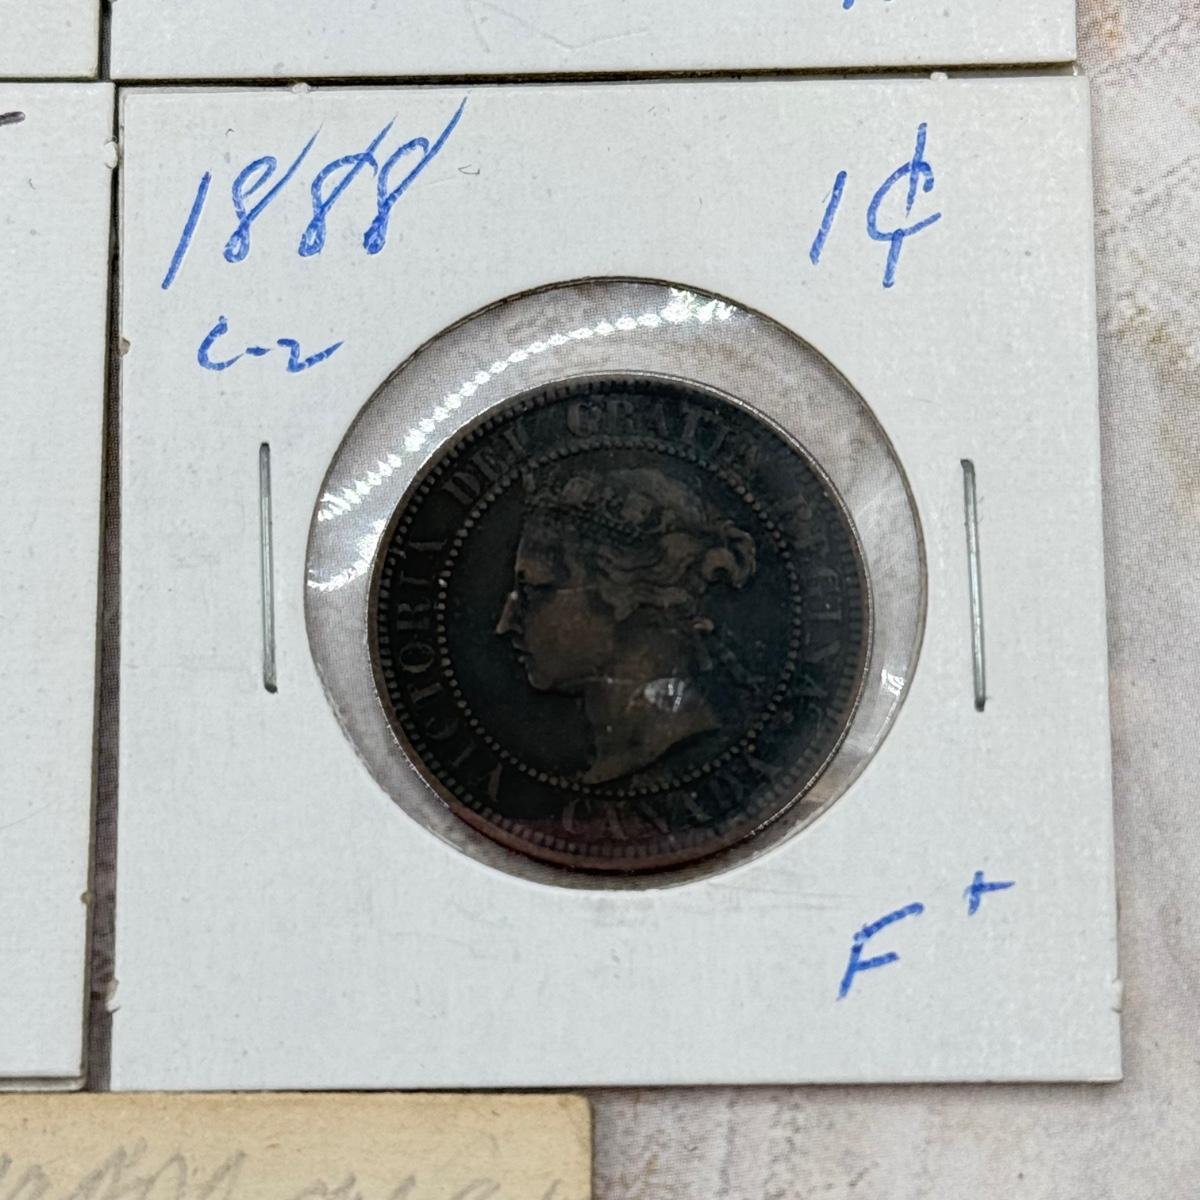 1888 1¢
C-2
VICTORIA DEI GRATIA REGINA.
CANADA
F+